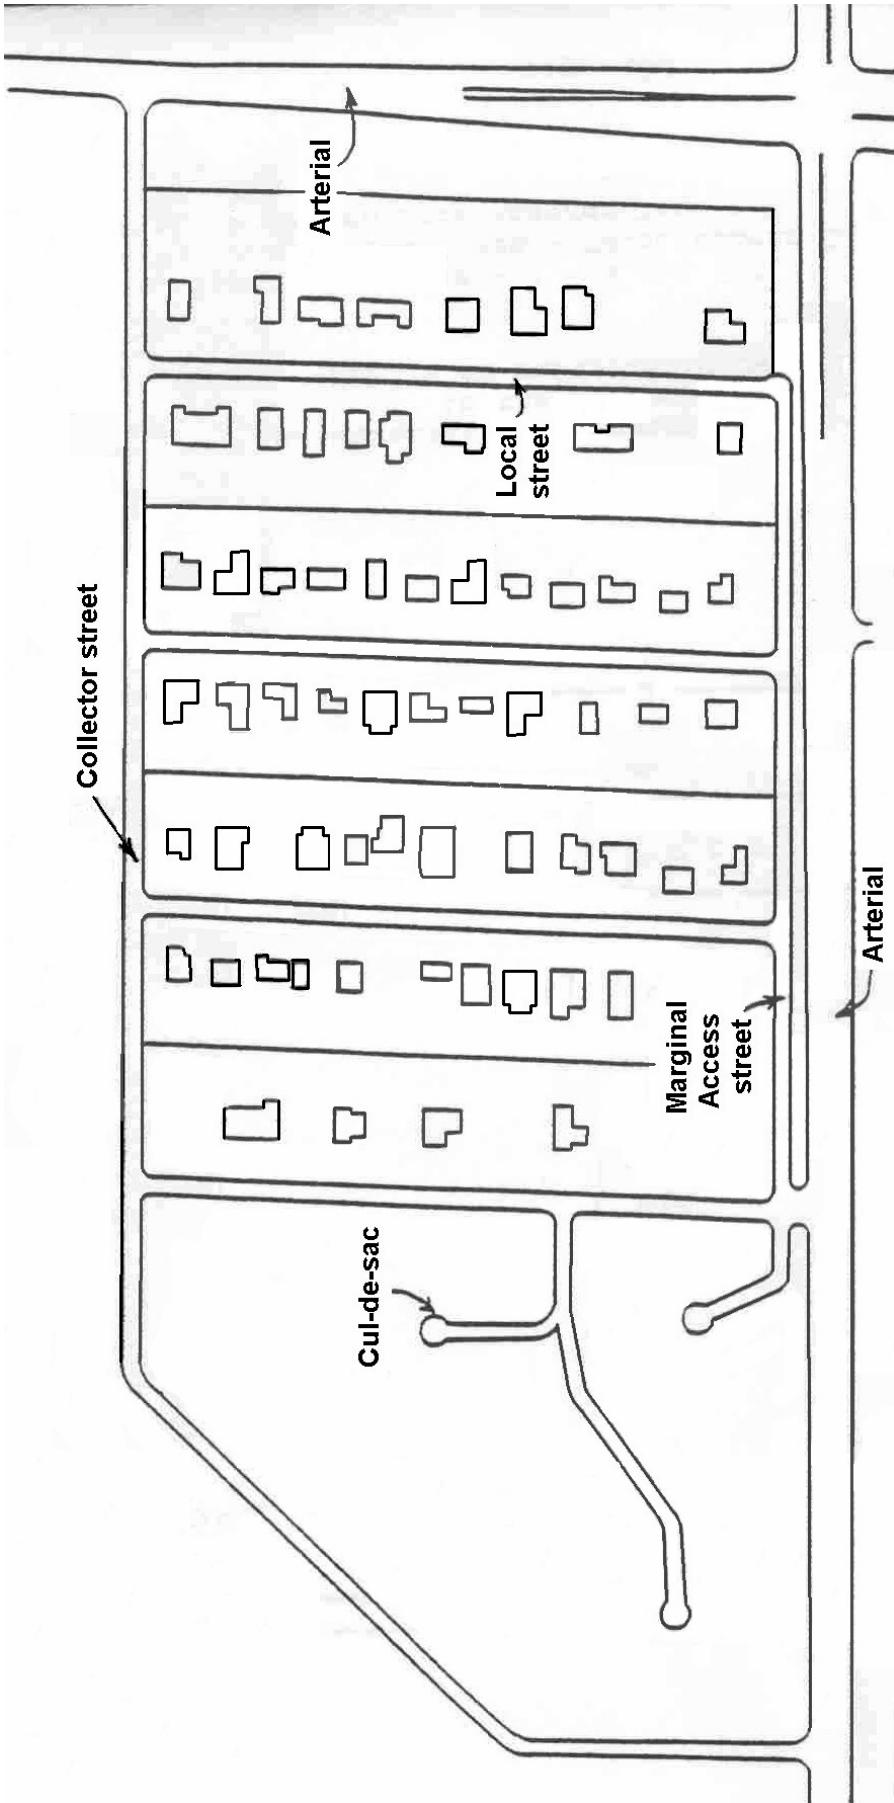 Arterial
Local
street
Collector street
Arterial
Marginal
Access
street
Cul-de-sac